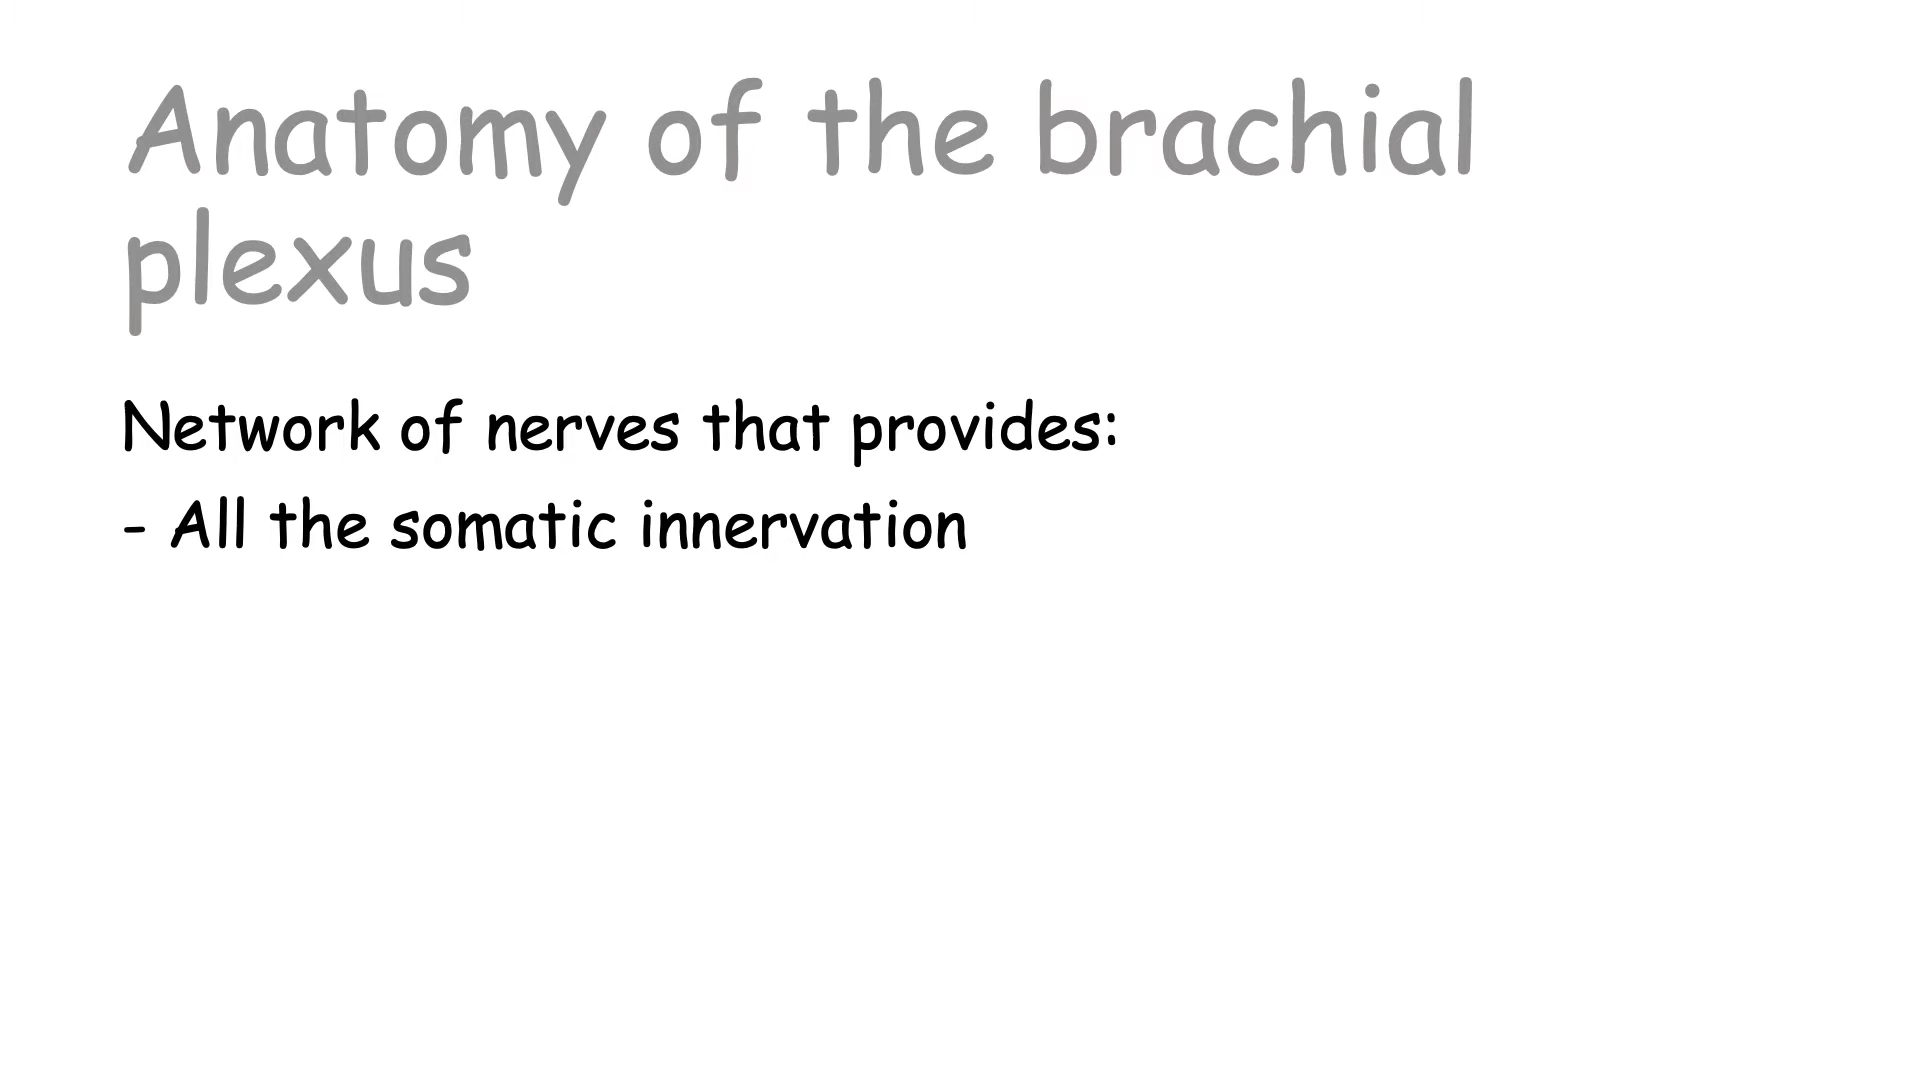 Anatomy of the brachial
plexus
Network of nerves that provides:
- All the somatic innervation